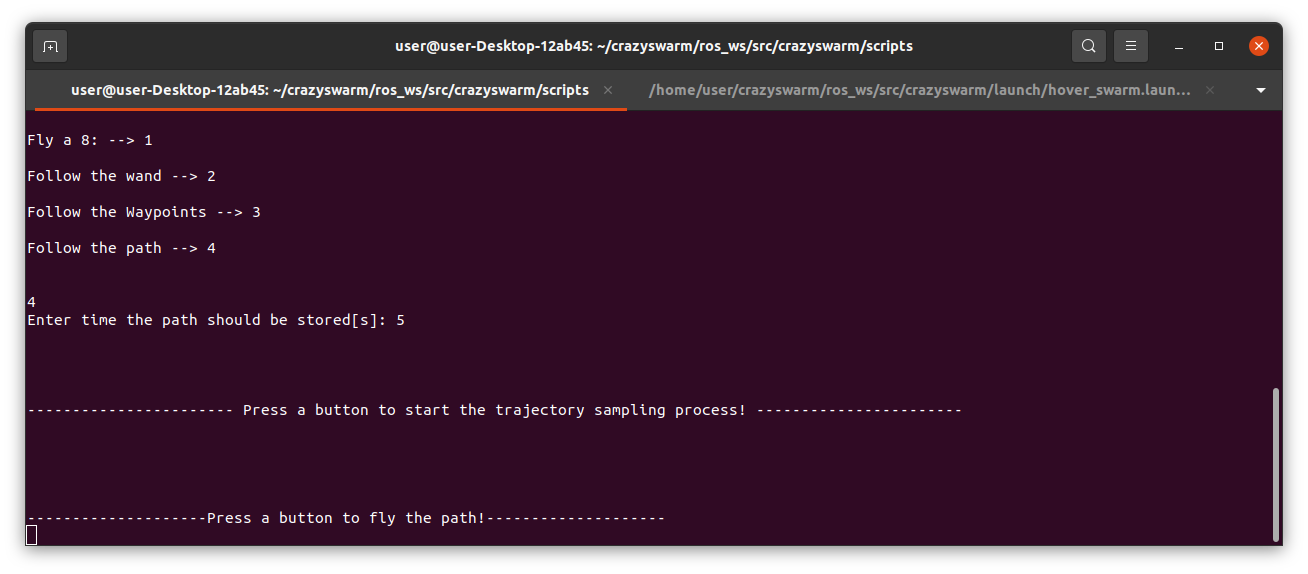 user@user-Desktop-12ab45: ~/crazyswarm/ros_ws/src/crazyswarm/scripts
user@user-Desktop-12ab45: ~/crazyswarm/ros_ws/src/crazyswarm/scripts
/home/user/crazyswarm/ros_ws/src/crazyswarm/launch/hover_swarm.laun...
Fly a 8: --> 1
Follow the wand --> 2
Follow the Waypoints --> 3
Follow the path --> 4
4
Enter time the path should be stored[s]: 5
----------------------- Press a button to start the trajectory sampling process! -----------------------
--------------------Press a button to fly the path!--------------------